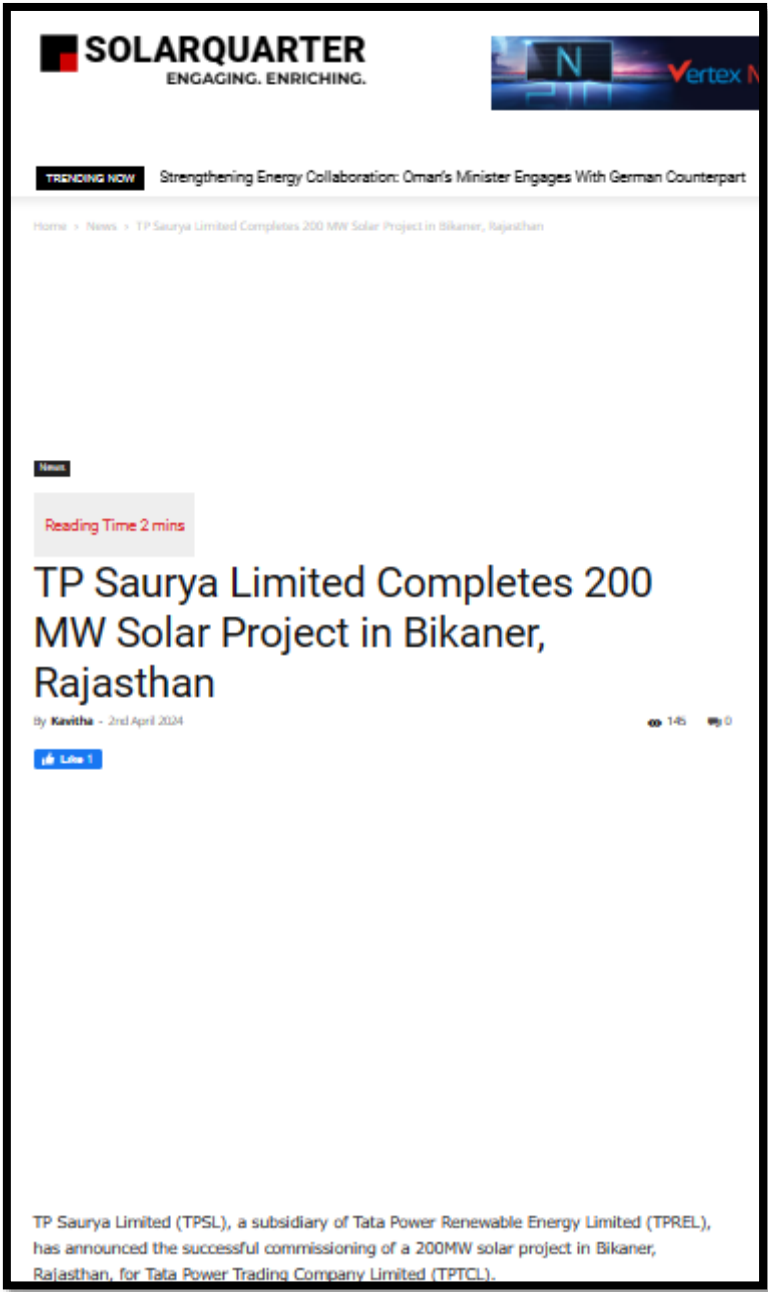 SOLARQUARTER
ENGAGING. ENRICHING.
N
Vertex N
TRENDING NOW
Strengthening Energy Collaboration: Oman's Minister Engages With German Counterpart
Home › News › TP Saurya Limited Completes 200 MW Solar Project in Bikaner, Rajasthan
News
Reading Time 2 mins
TP Saurya Limited Completes 200
MW Solar Project in Bikaner,
Rajasthan
By Kavitha - 2nd April 2024
145
0
Like 1
TP Saurya Limited (TPSL), a subsidiary of Tata Power Renewable Energy Limited (TPREL),
has announced the successful commissioning of a 200MW solar project in Bikaner,
Rajasthan, for Tata Power Trading Company Limited (TPTCL).